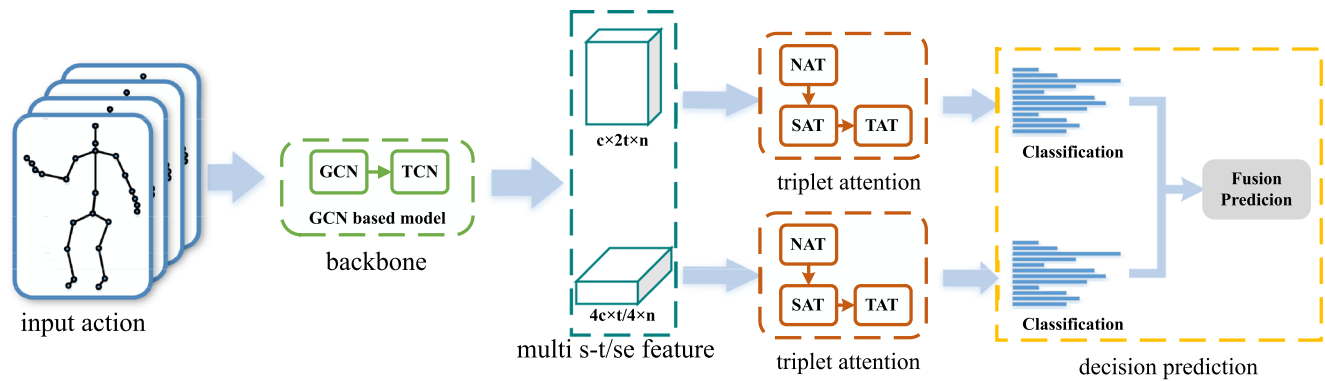 input action
GCN
TCN
GCN based model
backbone
c×2t×n
4c×t/4×n
multi s-t/se feature
NAT
SAT
TAT
triplet attention
NAT
SAT
TAT
triplet attention
Classification
Classification
Fusion
Predicion
decision prediction